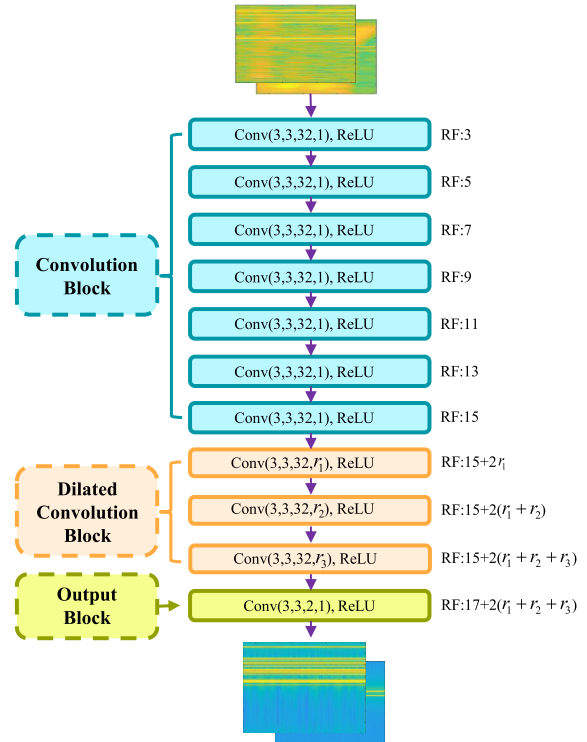 Conv(3,3,32,1), ReLU RF:3
Conv(3,3,32,1), ReLU RF:5
Conv(3,3,32,1), ReLU RF:7
Convolution
Block
Conv(3,3,32,1), ReLU RF:9
Conv(3,3,32,1), ReLU RF:11
Conv(3,3,32,1), ReLU RF:13
Conv(3,3,32,1), ReLU RF:15
Conv(3,3,32,r₁), ReLU RF:15+2r₁
Dilated
Convolution
Block
Conv(3,3,32,r₂), ReLU RF:15+2(r₁ + r₂)
Conv(3,3,32,r₃), ReLU RF:15+2(r₁ + r₂ + r₃)
Output
Block
Conv(3,3,2,1), ReLU RF:17+2(r₁ + r₂ + r₃)